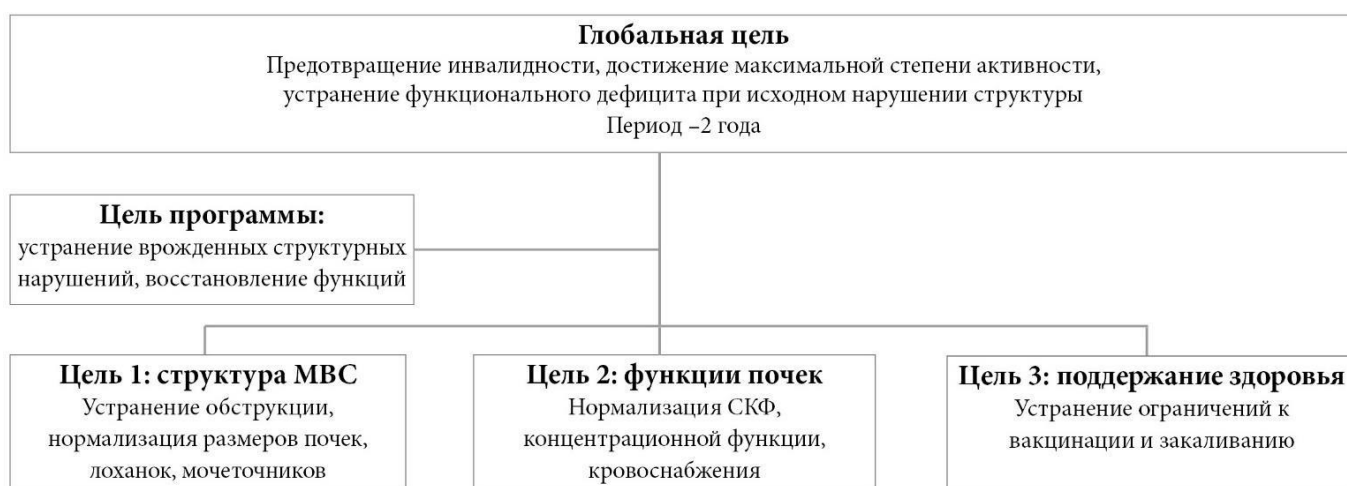 Глобальная цель
Предотвращение инвалидности, достижение максимальной степени активности,
устранение функционального дефицита при исходном нарушении структуры
Период –2 года
Цель программы:
устранение врожденных структурных
нарушений, восстановление функций
Цель 1: структура МВС
Устранение обструкции,
нормализация размеров почек,
лоханок, мочеточников
Цель 2: функции почек
Нормализация СКФ,
концентрационной функции,
кровоснабжения
Цель 3: поддержание здоровья
Устранение ограничений к
вакцинации и закаливанию